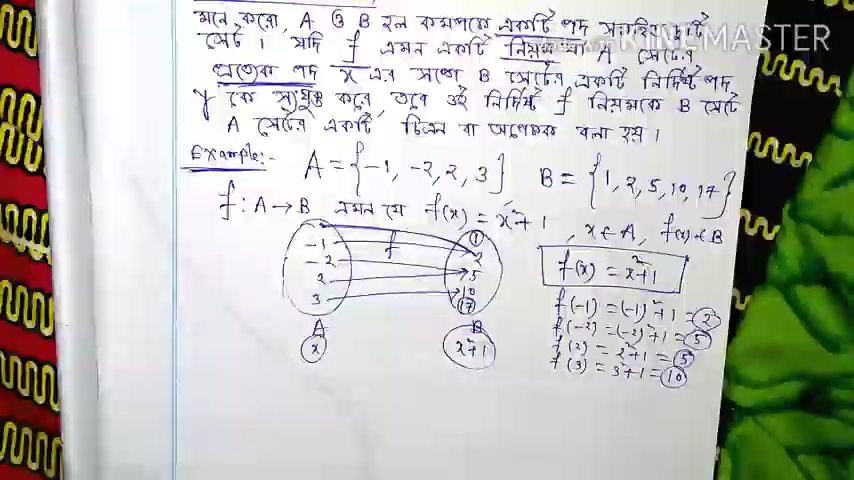 মনে করো, A ও B হল কমপক্ষে একটি পদ সমন্বিত দুটি
KINEMASTER
সেট। যদি f এমন একটি নিয়ম যা A সেটের
প্রত্যেক পদ x এর সঙ্গে B সেটের একটি নির্দিষ্ট পদ
y কে সংযুক্ত করে, তবে ওই নির্দিষ্ট f নিয়মকে B সেটে
A সেটের একটি চিত্রন বা অপেক্ষক বলা হয়।
Example:- A = {-1, -2, 2, 3} B = {1, 2, 5, 10, 17}
f : A → B এমন যে f(x) = x²+1, x ∈ A, f(x) ∈ B
-1
-2
2
3
A
x
f
1
2
5
10
17
B
x²+1
f(x) = x²+1
f(-1) = (-1)²+1 = 2
f(-2) = (-2)²+1 = 5
f(2) = 2²+1 = 5
f(3) = 3²+1 = 10